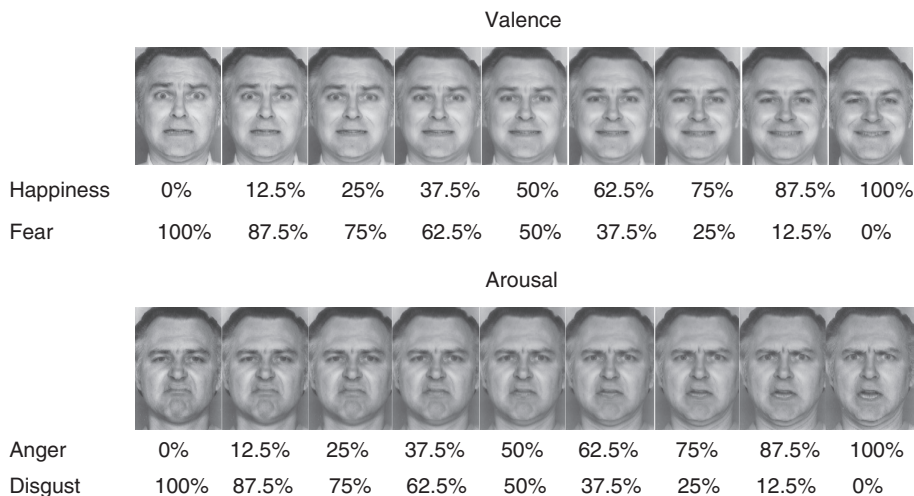 Valence
Happiness 0% 12.5% 25% 37.5% 50% 62.5% 75% 87.5% 100%
Fear 100% 87.5% 75% 62.5% 50% 37.5% 25% 12.5% 0%
Arousal
Anger 0% 12.5% 25% 37.5% 50% 62.5% 75% 87.5% 100%
Disgust 100% 87.5% 75% 62.5% 50% 37.5% 25% 12.5% 0%